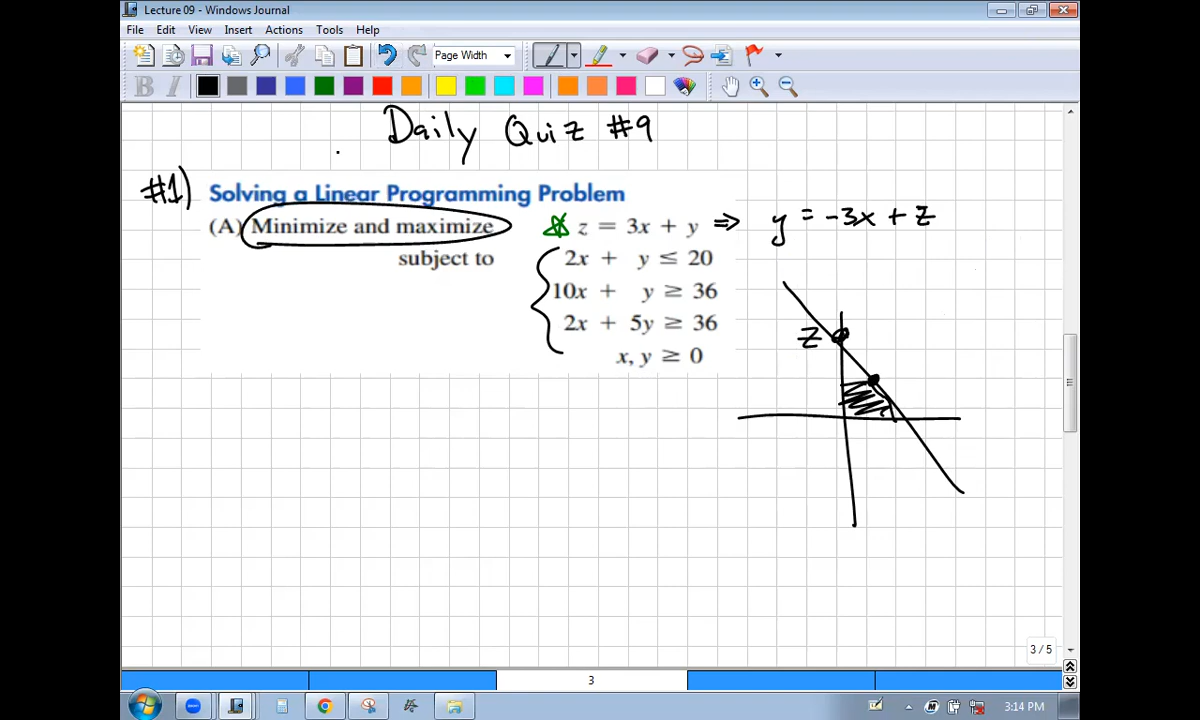 Lecture 09 - Windows Journal
File Edit View Insert Actions Tools Help
Page Width
B I
Daily Quiz #9
#1) Solving a Linear Programming Problem
(A) Minimize and maximize z = 3x + y ⇒ y = -3x + z
subject to 2x + y ≤ 20
10x + y ≥ 36
2x + 5y ≥ 36
x, y ≥ 0
z
3 / 5
3
3:14 PM